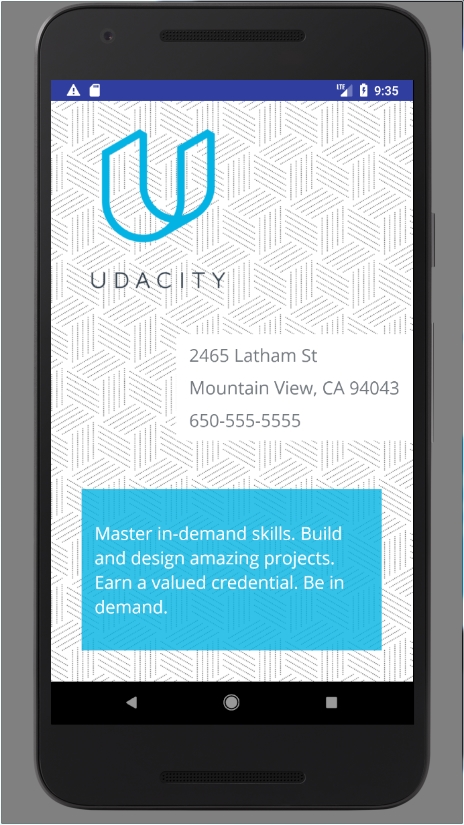 LTE 9:35
UDACITY
2465 Latham St
Mountain View, CA 94043
650-555-5555
Master in-demand skills. Build
and design amazing projects.
Earn a valued credential. Be in
demand.